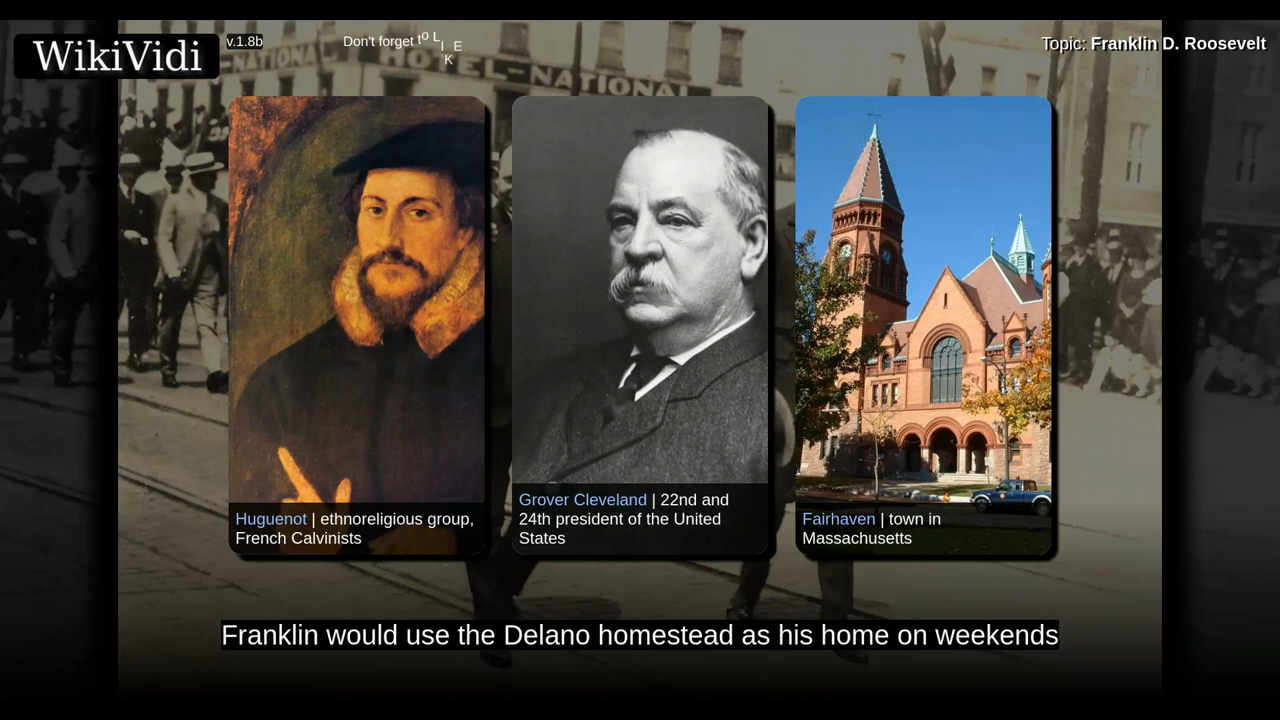 WikiVidi
v.1.8b
Don't forget to LIKE
Topic: Franklin D. Roosevelt
HOTEL-NATIONAL
Huguenot | ethnoreligious group,
French Calvinists
Grover Cleveland | 22nd and
24th president of the United
States
Fairhaven | town in
Massachusetts
Franklin would use the Delano homestead as his home on weekends